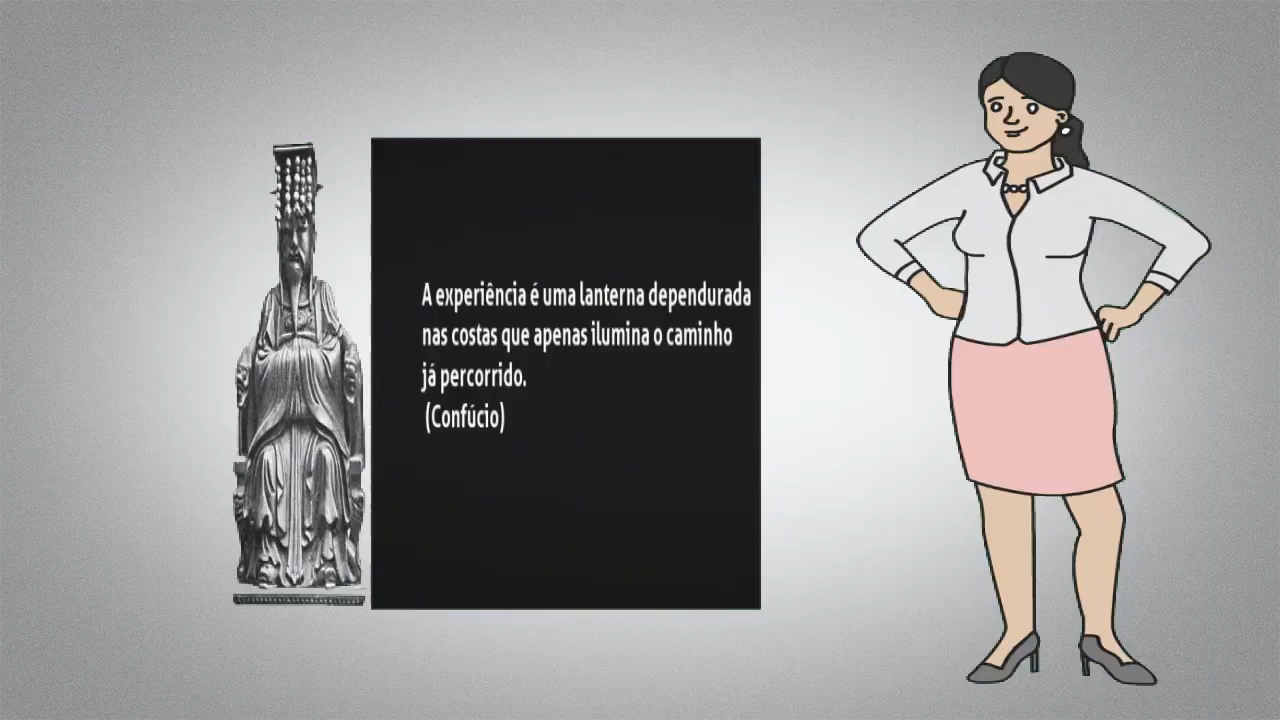 A experiência é uma lanterna dependurada
nas costas que apenas ilumina o caminho
já percorrido.
(Confúcio)